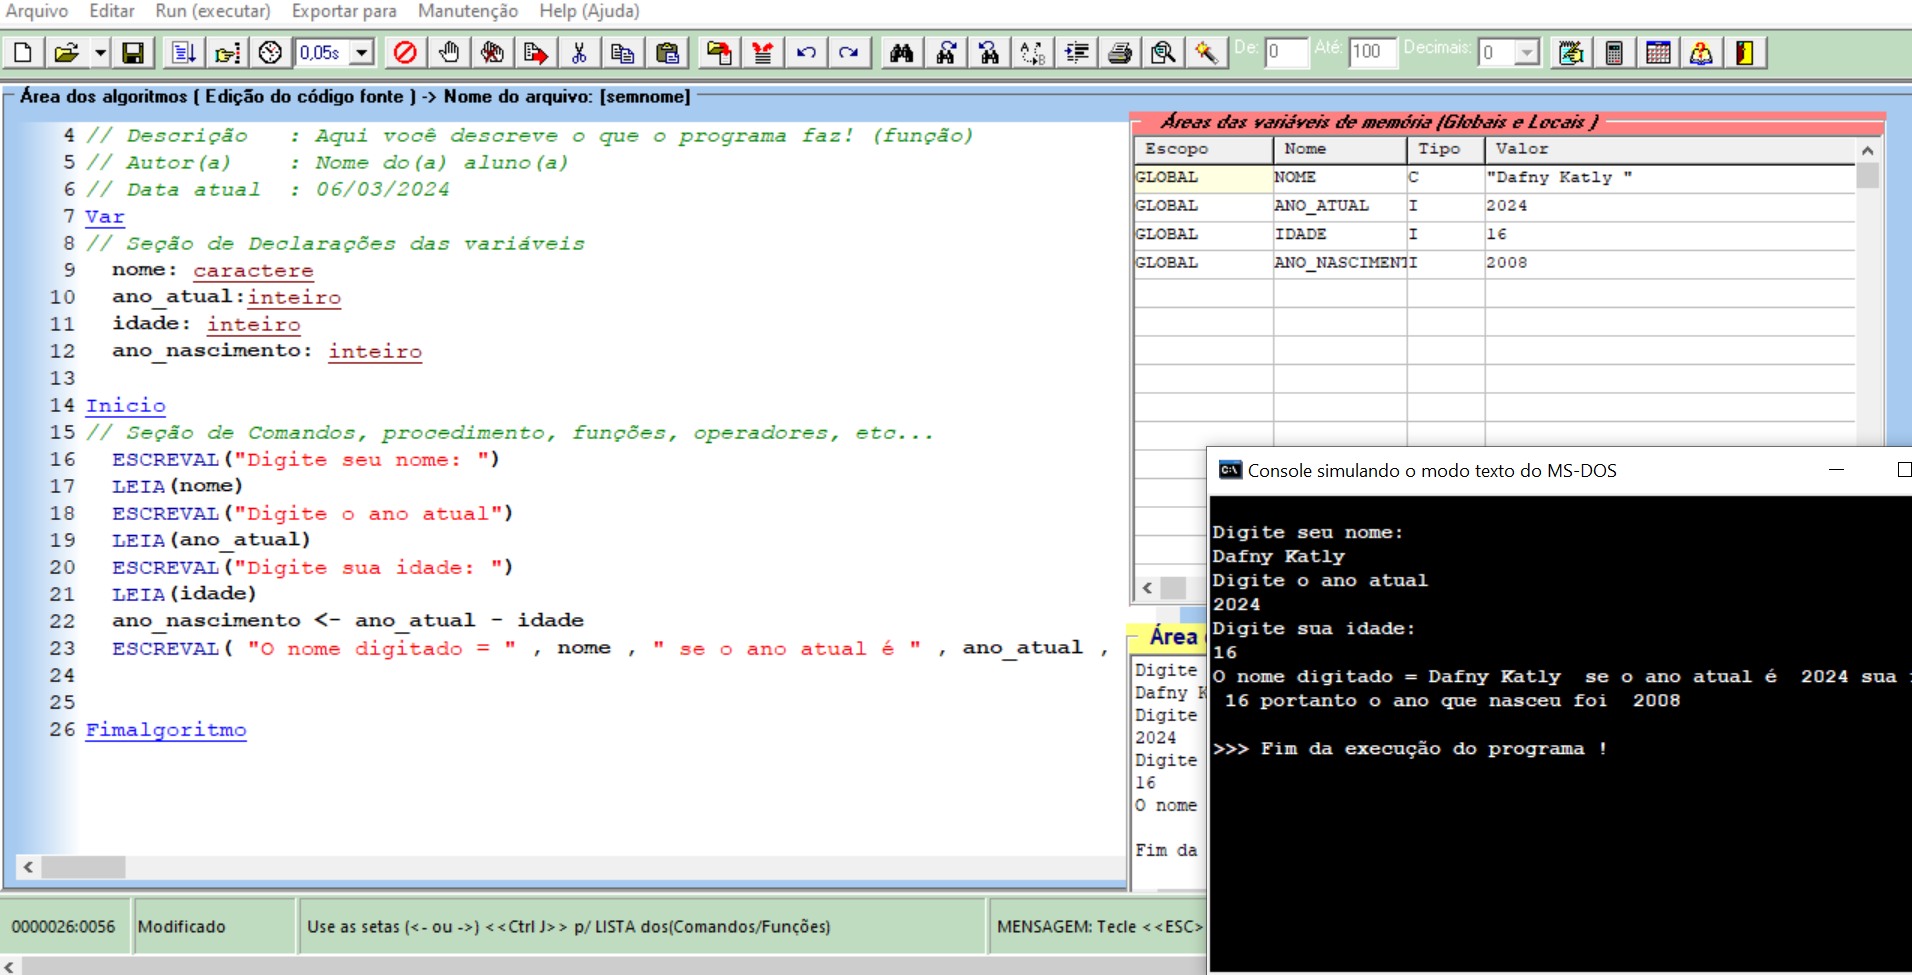 Arquivo Editar Run (executar) Exportar para Manutenção Help (Ajuda)
0,05s De: 0 Até: 100 Decimais: 0
Área dos algoritmos ( Edição do código fonte ) -> Nome do arquivo: [semnome]
4 // Descrição   : Aqui você descreve o que o programa faz! (função)
5 // Autor(a)    : Nome do(a) aluno(a)
6 // Data atual  : 06/03/2024
7 Var
8 // Seção de Declarações das variáveis
9   nome: caractere
10   ano_atual:inteiro
11   idade: inteiro
12   ano_nascimento: inteiro
13
14 Inicio
15 // Seção de Comandos, procedimento, funções, operadores, etc...
16   ESCREVAL("Digite seu nome: ")
17   LEIA(nome)
18   ESCREVAL("Digite o ano atual")
19   LEIA(ano_atual)
20   ESCREVAL("Digite sua idade: ")
21   LEIA(idade)
22   ano_nascimento <- ano_atual - idade
23   ESCREVAL( "O nome digitado = " , nome , " se o ano atual é " , ano_atual ,
24
25
26 Fimalgoritmo
Áreas das variáveis de memória (Globais e Locais )
Escopo Nome Tipo Valor
GLOBAL NOME C "Dafny Katly "
GLOBAL ANO_ATUAL I 2024
GLOBAL IDADE I 16
GLOBAL ANO_NASCIMENT I 2008
Console simulando o modo texto do MS-DOS
Digite seu nome:
Dafny Katly
Digite o ano atual
2024
Digite sua idade:
16
O nome digitado = Dafny Katly  se o ano atual é  2024 sua
16 portanto o ano que nasceu foi  2008
>>> Fim da execução do programa !
Área
Digite
Dafny K
Digite
2024
Digite
16
O nome
Fim da
0000026:0056 Modificado Use as setas (<- ou ->) <<Ctrl J>> p/ LISTA dos(Comandos/Funções) MENSAGEM: Tecle <<ESC>